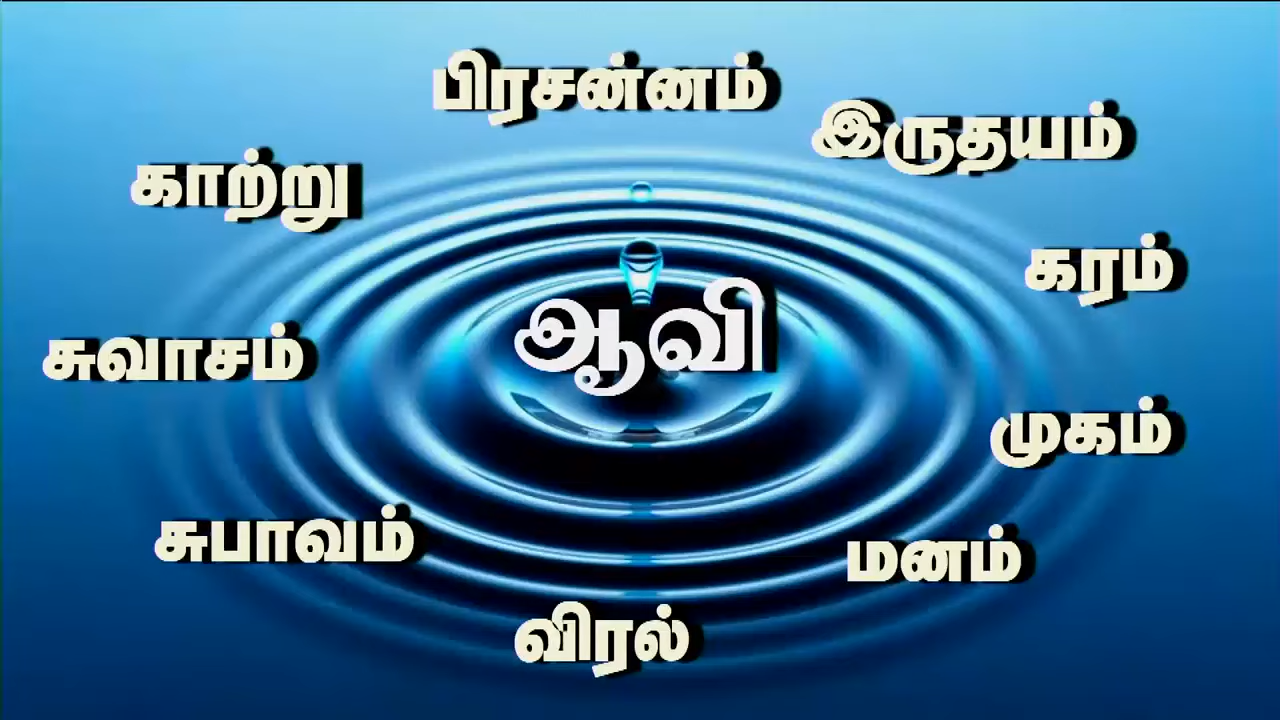 பிரசன்னம்
இருதயம்
காற்று
கரம்
ஆவி
சுவாசம்
முகம்
சுபாவம்
மனம்
விரல்